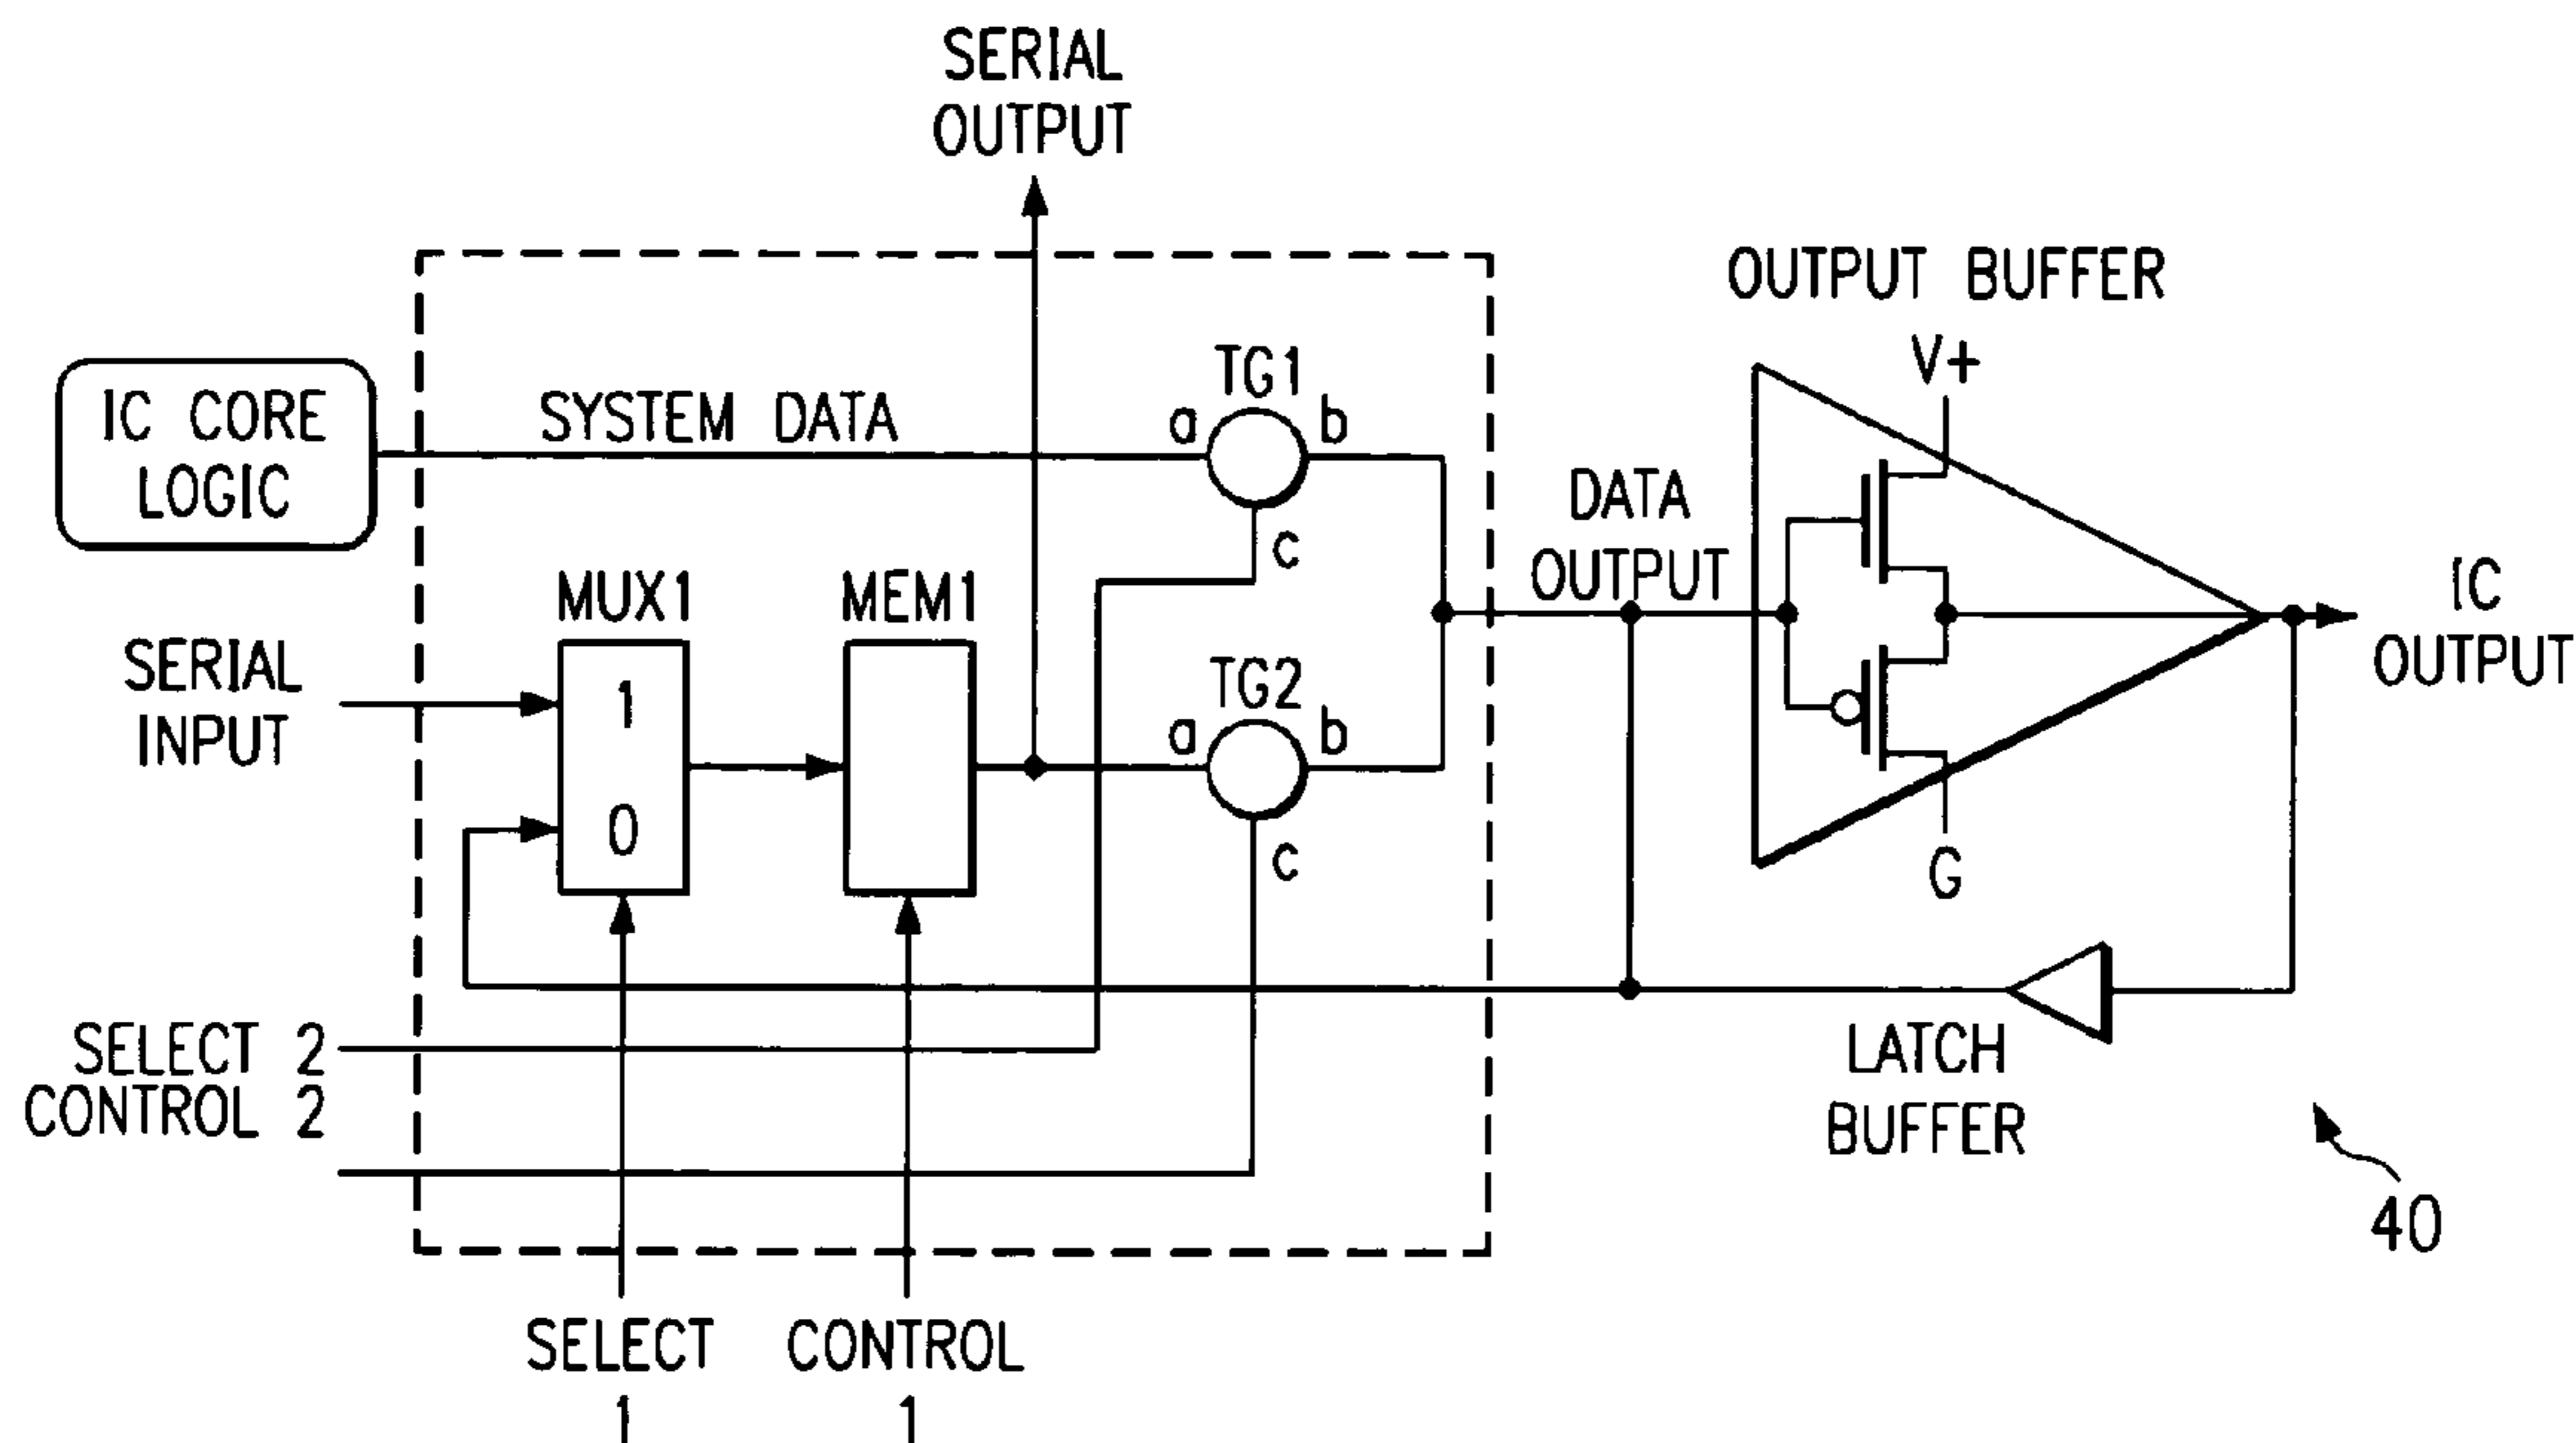 SERIAL
OUTPUT
OUTPUT BUFFER
V+
IC CORE
LOGIC
SYSTEM DATA
TG1
a
b
c
DATA
OUTPUT
IC
OUTPUT
MUX1
MEM1
SERIAL
INPUT
1
0
TG2
a
b
c
G
SELECT 2
CONTROL 2
LATCH
BUFFER
40
SELECT
1
CONTROL
1